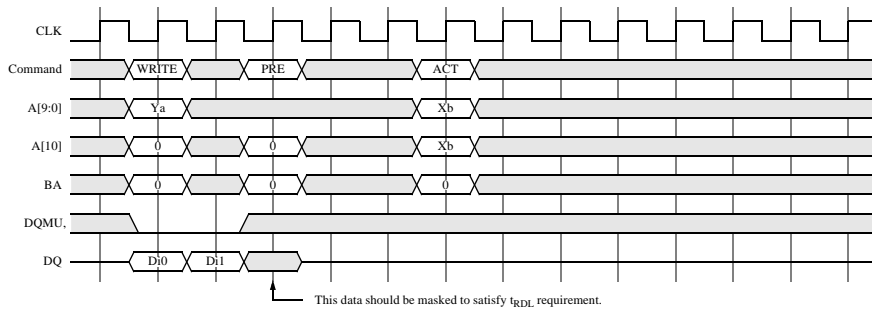 CLK
Command WRITE PRE ACT
A[9:0] Ya Xb
A[10] 0 0 Xb
BA 0 0 0
DQMU,
DQ Di0 Di1
This data should be masked to satisfy tRDL requirement.